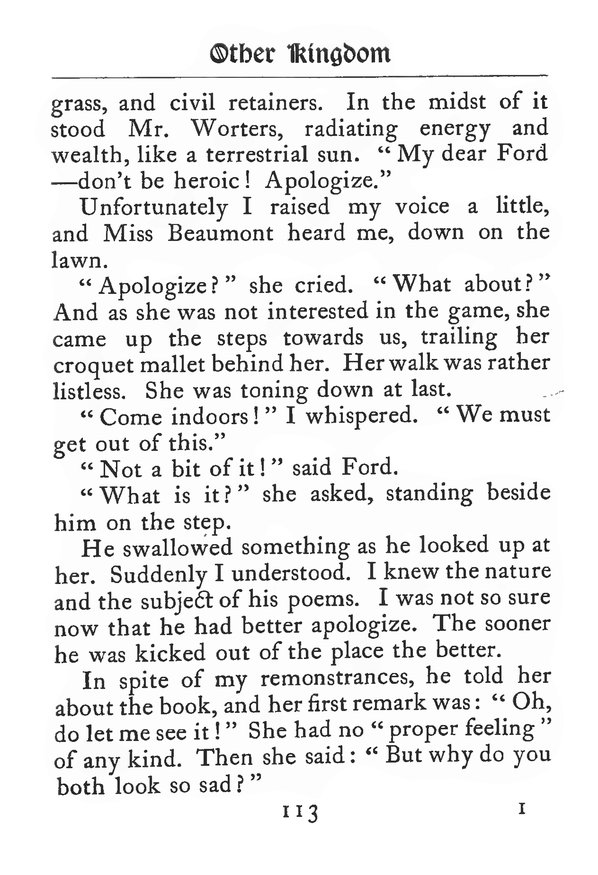 Other Kingdom
grass, and civil retainers. In the midst of it
stood Mr. Worters, radiating energy and
wealth, like a terrestrial sun. “My dear Ford
—don’t be heroic! Apologize.”
Unfortunately I raised my voice a little,
and Miss Beaumont heard me, down on the
lawn.
“Apologize?” she cried. “What about?”
And as she was not interested in the game, she
came up the steps towards us, trailing her
croquet mallet behind her. Her walk was rather
listless. She was toning down at last.
“Come indoors!” I whispered. “We must
get out of this.”
“Not a bit of it!” said Ford.
“What is it?” she asked, standing beside
him on the step.
He swallowed something as he looked up at
her. Suddenly I understood. I knew the nature
and the subject of his poems. I was not so sure
now that he had better apologize. The sooner
he was kicked out of the place the better.
In spite of my remonstrances, he told her
about the book, and her first remark was: “Oh,
do let me see it!” She had no “proper feeling”
of any kind. Then she said: “But why do you
both look so sad?”
113 I